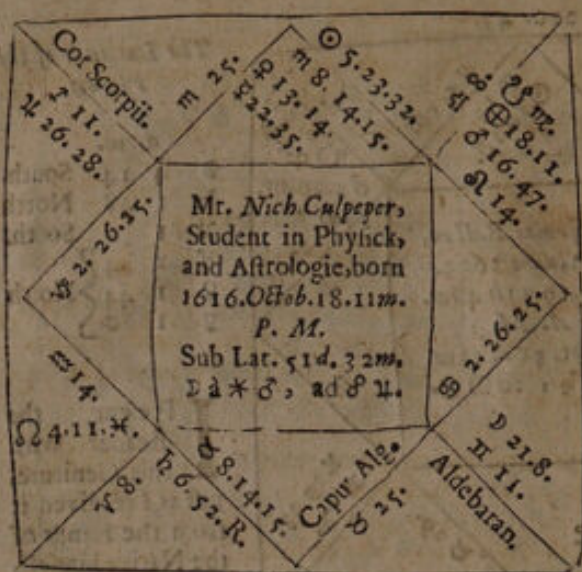 Cor Scorpii.
♐ 11.
♃ 26. 28.
♏ 25.
♀ 13. 14
☿ 22. 35.
♏ 8. 14. 15.
☉ 5. 23. 32.
☋ ♍.
⊕ 18. 11.
♂ 16. 47.
♌ 14.
♑ 2. 26. 25.
Mr. Nich. Culpeper,
Student in Phyſick,
and Aſtrologie, born
1616. Octob. 18. 11m.
P. M.
Sub Lat. 51d. 32m.
☽ à ⚹ ♂, ad ☍ ♃.
♋ 2. 26. 25.
♒ 14.
☊ 4. 11. ♓.
♈ 8.
♄ 6. 52. R.
♉ 8. 14. 15.
Caput Alg.
♉ 25.
☽ 21. 8.
♊ 11.
Aldebaran.